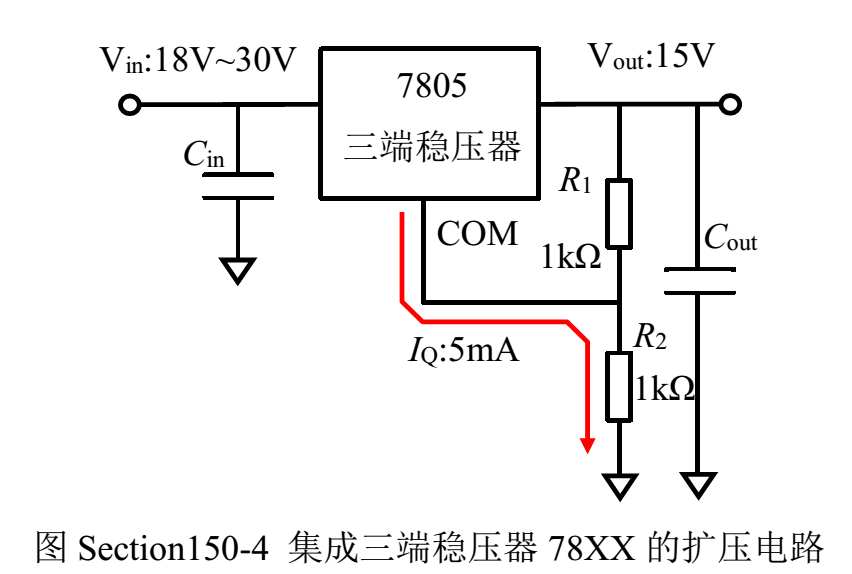 Vin:18V~30V
Vout:15V
7805
三端稳压器
Cin
R1
COM
1kΩ
Cout
IQ:5mA
R2
1kΩ
图 Section150-4 集成三端稳压器 78XX 的扩压电路